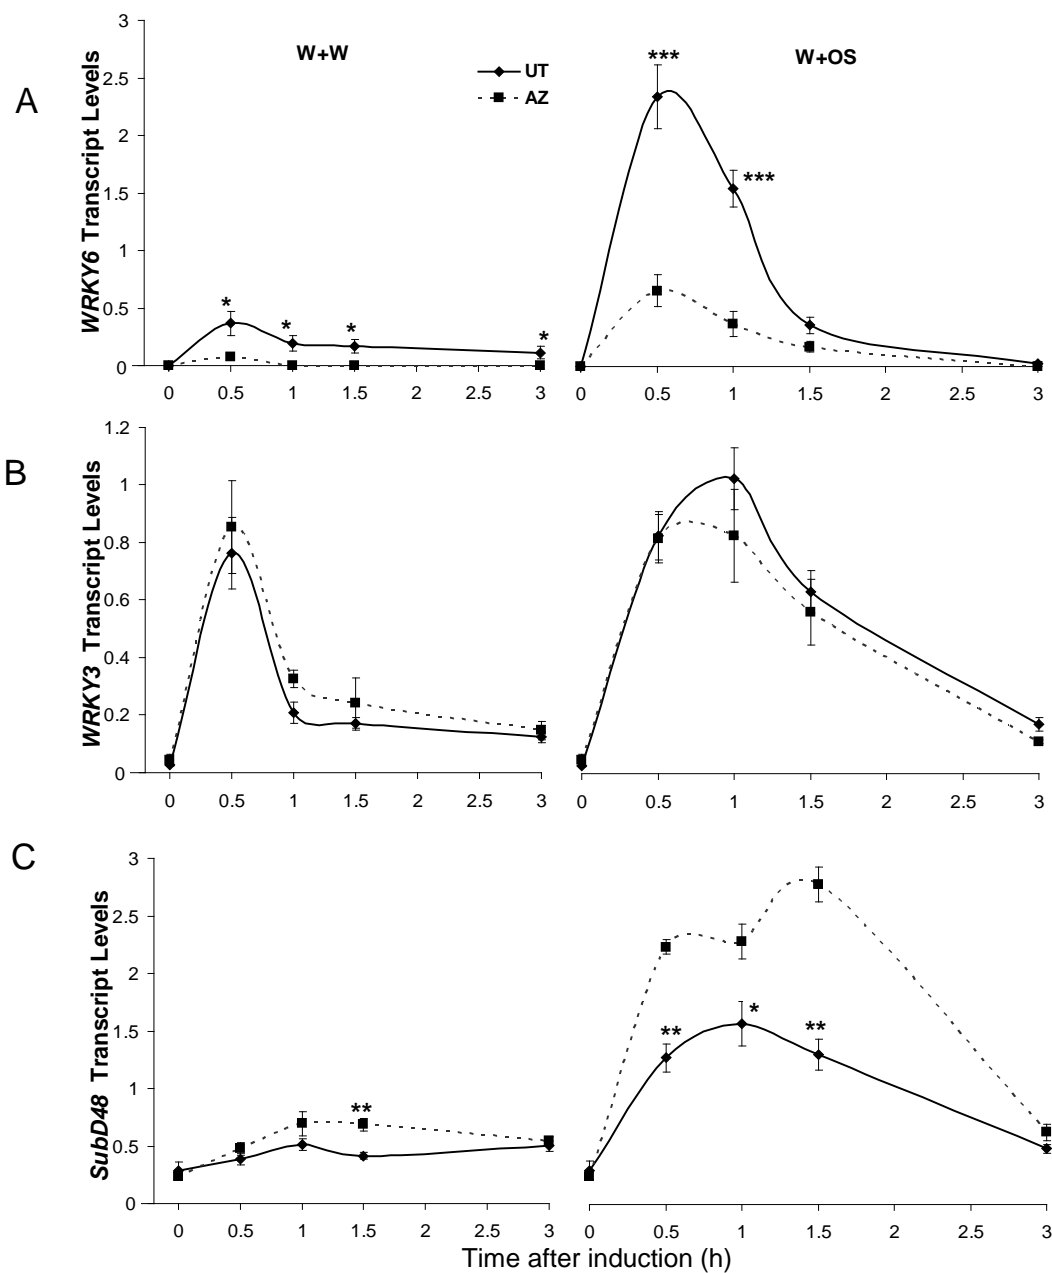 A
WRKY6 Transcript Levels
W+W
W+OS
UT
AZ
3
2.5
2
1.5
1
0.5
0
*
*
*
*
***
***
0 0.5 1 1.5 2 2.5 3
0 0.5 1 1.5 2 2.5 3
B
WRKY3 Transcript Levels
1.2
1
0.8
0.6
0.4
0.2
0
0 0.5 1 1.5 2 2.5 3
0 0.5 1 1.5 2 2.5 3
C
SubD48 Transcript Levels
3
2.5
2
1.5
1
0.5
0
**
**
*
**
0 0.5 1 1.5 2 2.5 3
0 0.5 1 1.5 2 2.5 3
Time after induction (h)